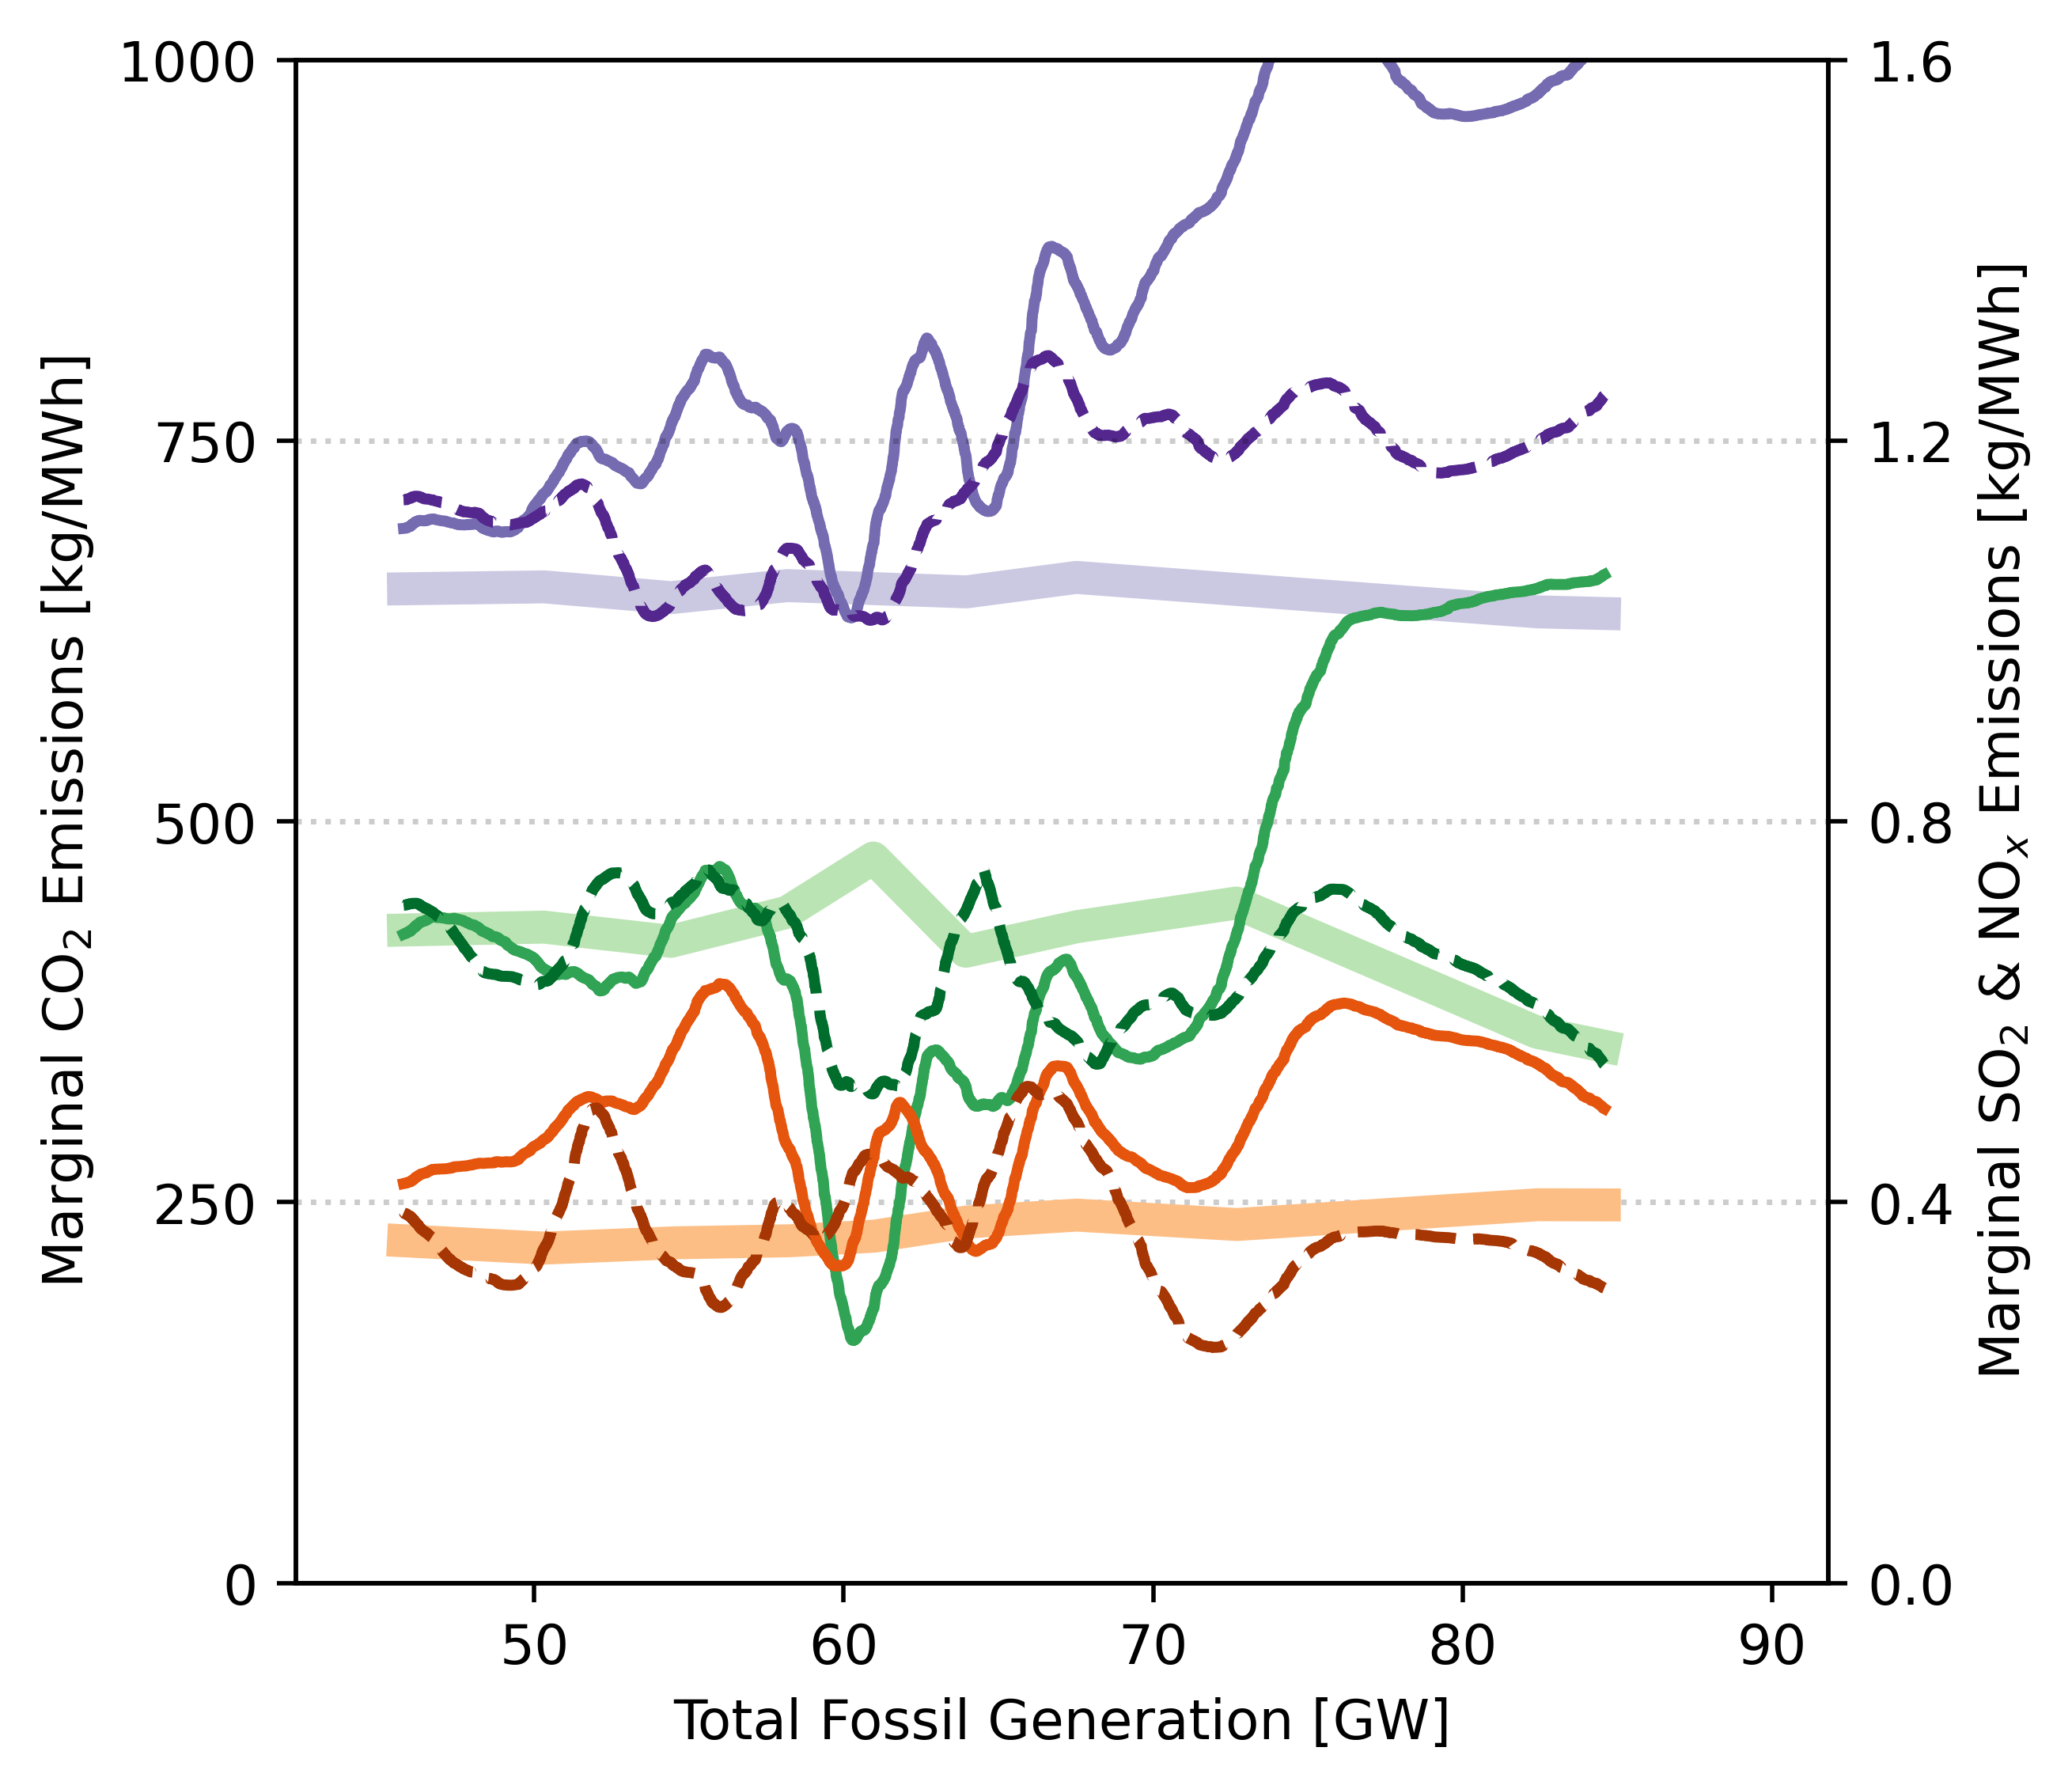 1000
750
500
250
0
Marginal CO₂ Emissions [kg/MWh]
50 60 70 80 90
Total Fossil Generation [GW]
1.6
1.2
0.8
0.4
0.0
Marginal SO₂ & NOₓ Emissions [kg/MWh]